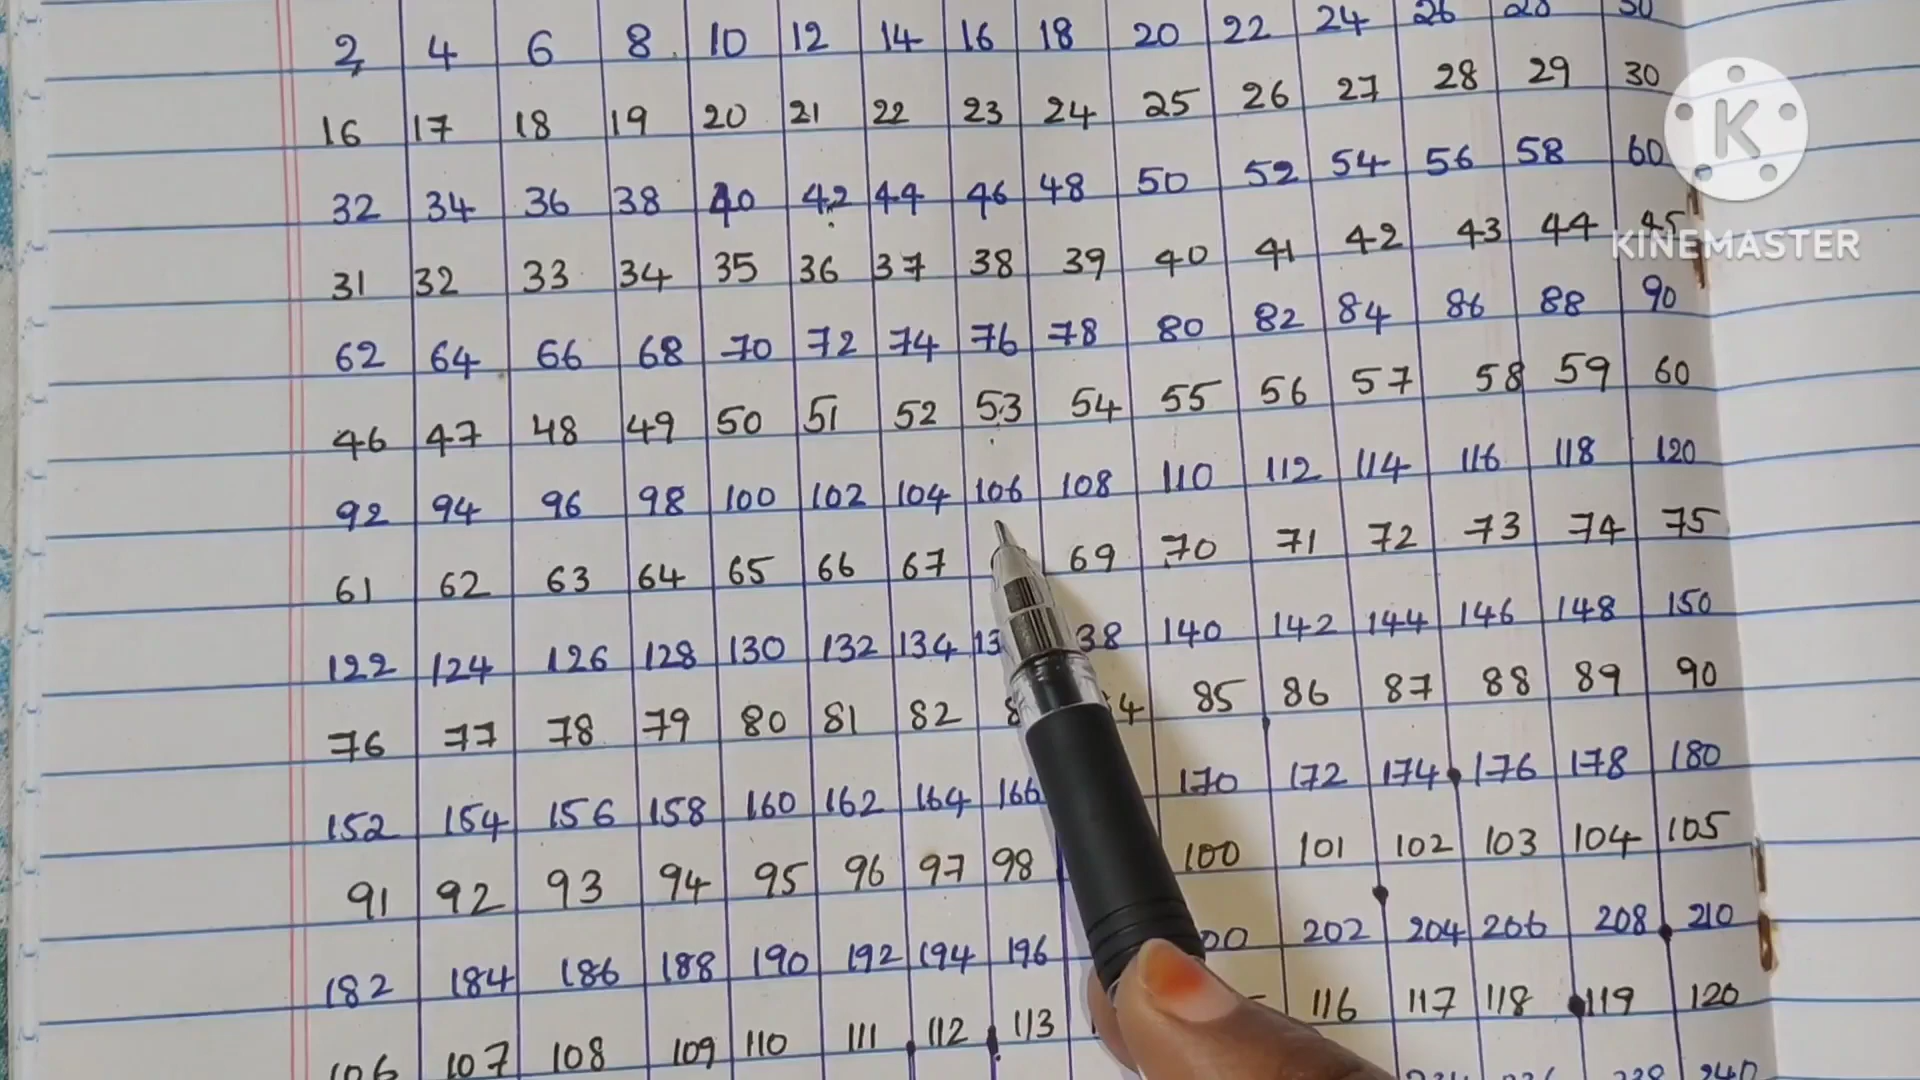 2 4 6 8 10 12 14 16 18 20 22 24 26 28 30
16 17 18 19 20 21 22 23 24 25 26 27 28 29 30
32 34 36 38 40 42 44 46 48 50 52 54 56 58 60
31 32 33 34 35 36 37 38 39 40 41 42 43 44 45
KINEMASTER
62 64 66 68 70 72 74 76 78 80 82 84 86 88 90
46 47 48 49 50 51 52 53 54 55 56 57 58 59 60
92 94 96 98 100 102 104 106 108 110 112 114 116 118 120
61 62 63 64 65 66 67 69 70 71 72 73 74 75
122 124 126 128 130 132 134 140 142 144 146 148 150
76 77 78 79 80 81 82 85 86 87 88 89 90
152 154 156 158 160 162 164 166 170 172 174 176 178 180
91 92 93 94 95 96 97 98 100 101 102 103 104 105
182 184 186 188 190 192 194 196 202 204 206 208 210
106 107 108 109 110 111 112 113 116 117 118 119 120
240